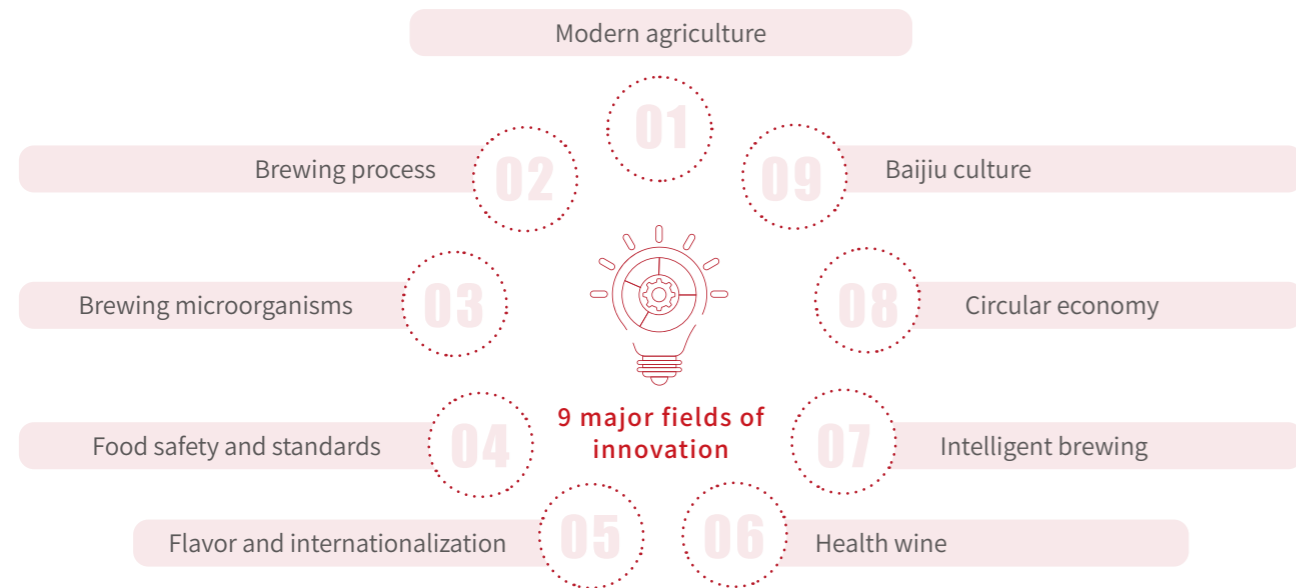 Modern agriculture
01
02
Brewing process
09
Baijiu culture
03
Brewing microorganisms
08
Circular economy
9 major fields of
innovation
04
Food safety and standards
07
Intelligent brewing
05
Flavor and internationalization
06
Health wine